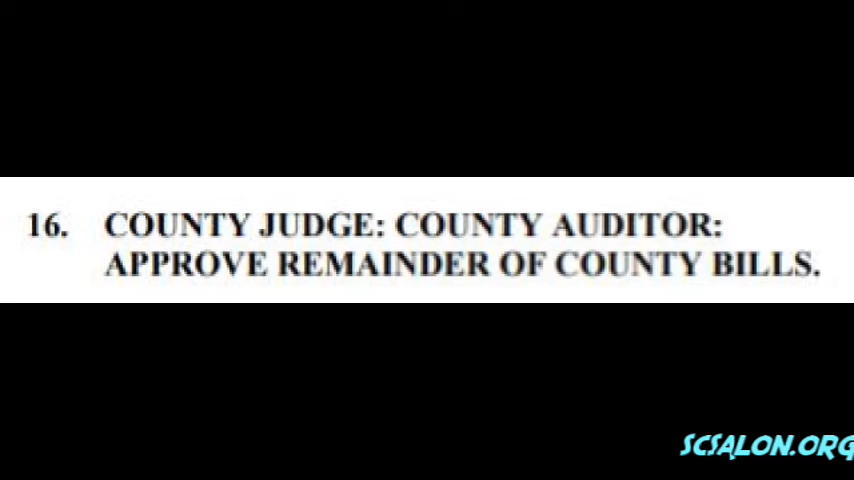 16. COUNTY JUDGE: COUNTY AUDITOR:
APPROVE REMAINDER OF COUNTY BILLS.
SCSALON.ORG